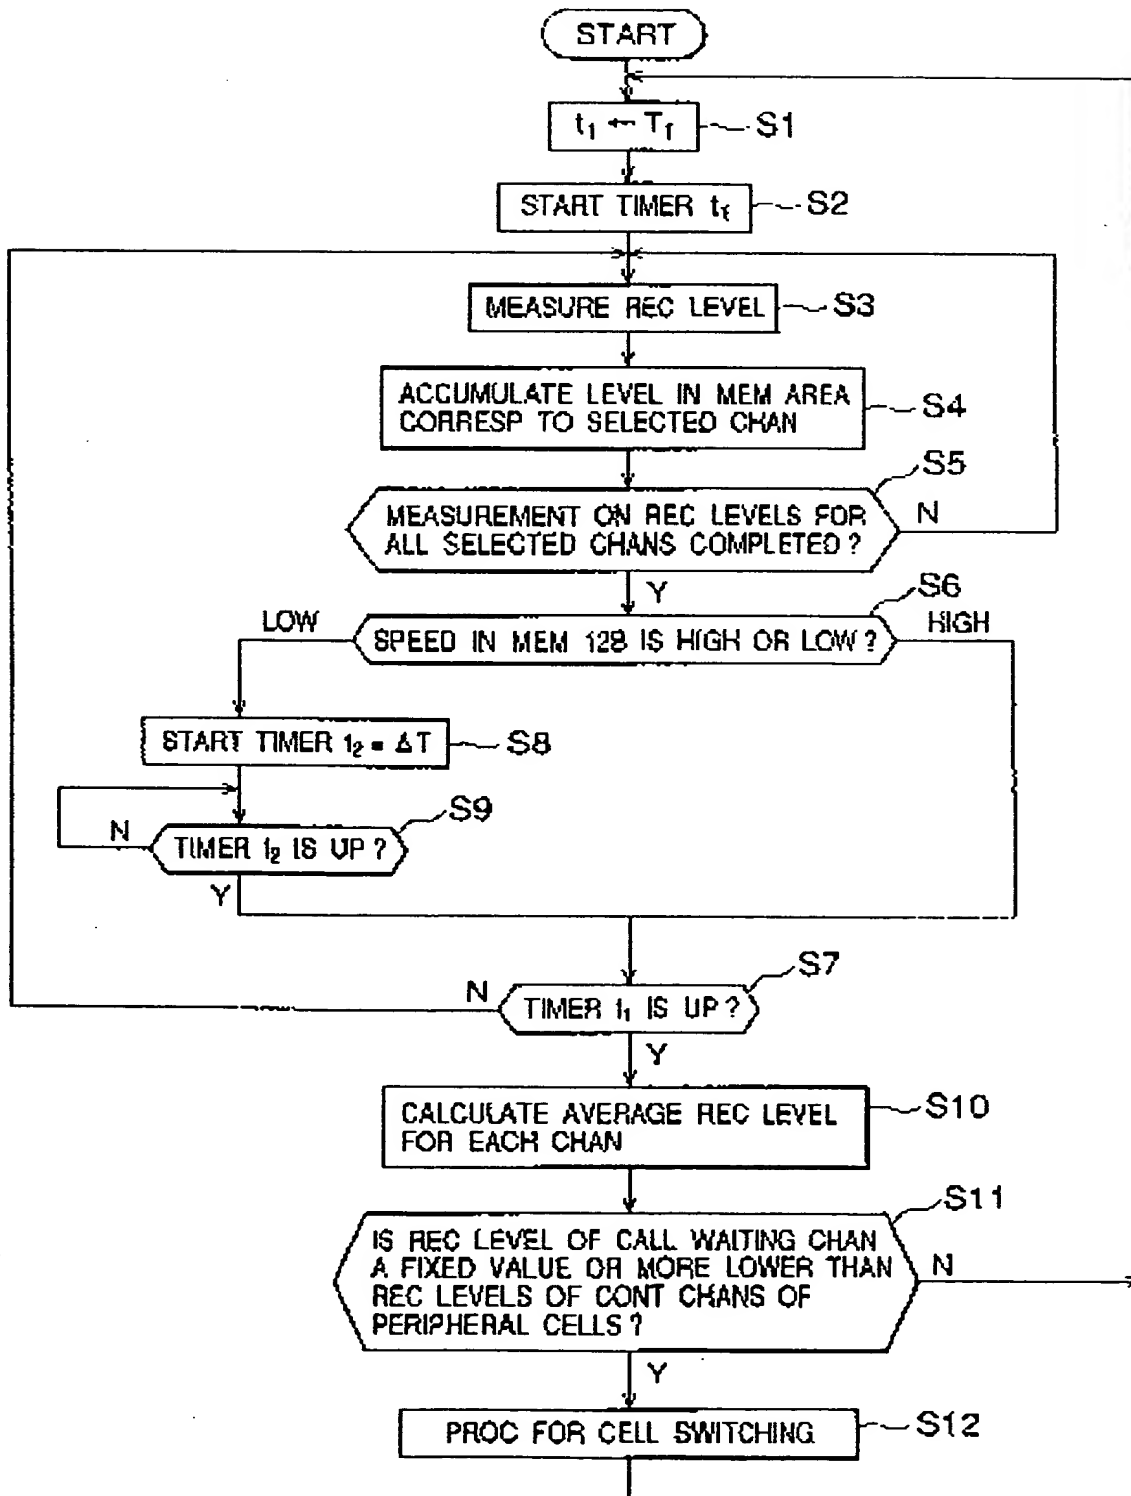 START
t₁ ← T₁
S1
START TIMER t₁
S2
MEASURE REC LEVEL
S3
ACCUMULATE LEVEL IN MEM AREA
CORRESP TO SELECTED CHAN
S4
S5
MEASUREMENT ON REC LEVELS FOR
ALL SELECTED CHANS COMPLETED?
N
Y
S6
LOW
SPEED IN MEM 128 IS HIGH OR LOW?
HIGH
START TIMER t₂ = ΔT
S8
S9
N
TIMER t₂ IS UP?
Y
S7
N
TIMER t₁ IS UP?
Y
CALCULATE AVERAGE REC LEVEL
FOR EACH CHAN
S10
S11
IS REC LEVEL OF CALL WAITING CHAN
A FIXED VALUE OR MORE LOWER THAN
REC LEVELS OF CONT CHANS OF
PERIPHERAL CELLS?
N
Y
PROC FOR CELL SWITCHING
S12